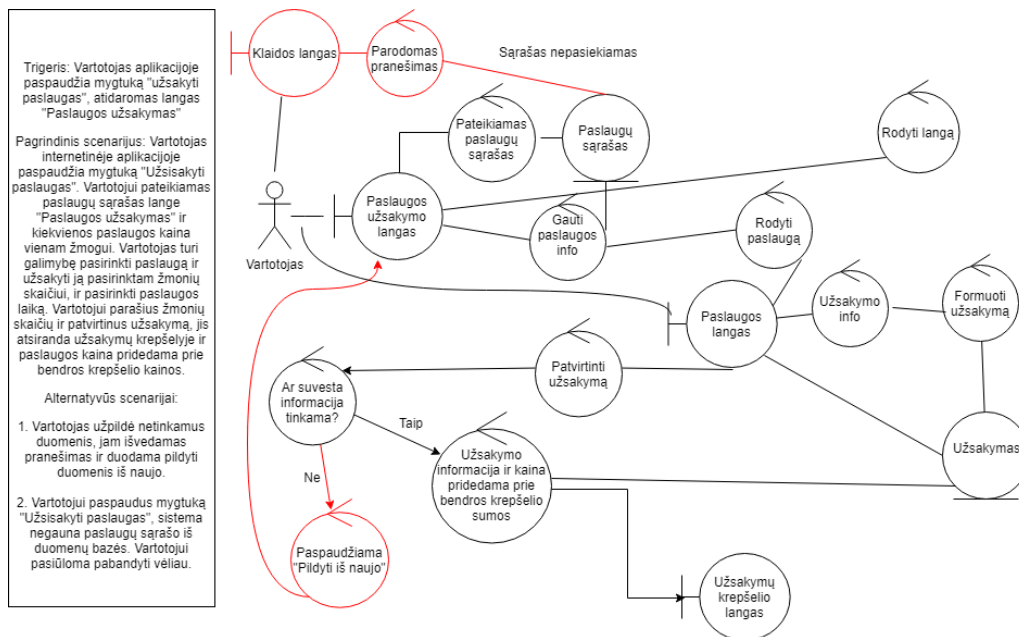 Trigeris: Vartotojas aplikacijoje
paspaudžia mygtuką "užsakyti
paslaugas", atidaromas langas
"Paslaugos užsakymas"
Pagrindinis scenarijus: Vartotojas
internetinėje aplikacijoje
paspaudžia mygtuką "Užsisakyti
paslaugas". Vartotojui pateikiamas
paslaugų sąrašas lange
"Paslaugos užsakymas" ir
kiekvienos paslaugos kaina
vienam žmogui. Vartotojas turi
galimybę pasirinkti paslaugą ir
užsakyti ją pasirinktam žmonių
skaičiui, ir pasirinkti paslaugos
laiką. Vartotojui parašius žmonių
skaičių ir patvirtinus užsakymą, jis
atsiranda užsakymų krepšelyje ir
paslaugos kaina pridedama prie
bendros krepšelio kainos.
Alternatyvūs scenarijai:
1. Vartotojas užpildė netinkamus
duomenis, jam išvedamas
pranešimas ir duodama pildyti
duomenis iš naujo.
2. Vartotojui paspaudus mygtuką
"Užsisakyti paslaugas", sistema
negauna paslaugų sąrašo iš
duomenų bazės. Vartotojui
pasiūloma pabandyti vėliau.
Klaidos langas
Parodomas
pranešimas
Sąrašas nepasiekiamas
Pateikiamas
paslaugų
sąrašas
Paslaugų
sąrašas
Rodyti langą
Vartotojas
Paslaugos
užsakymo
langas
Gauti
paslaugos
info
Rodyti
paslaugą
Paslaugos
langas
Užsakymo
info
Formuoti
užsakymą
Ar suvesta
informacija
tinkama?
Patvirtinti
užsakymą
Taip
Ne
Užsakymo
informacija ir kaina
pridedama prie
bendros krepšelio
sumos
Užsakymas
Paspaudžiama
"Pildyti iš naujo"
Užsakymų
krepšelio
langas